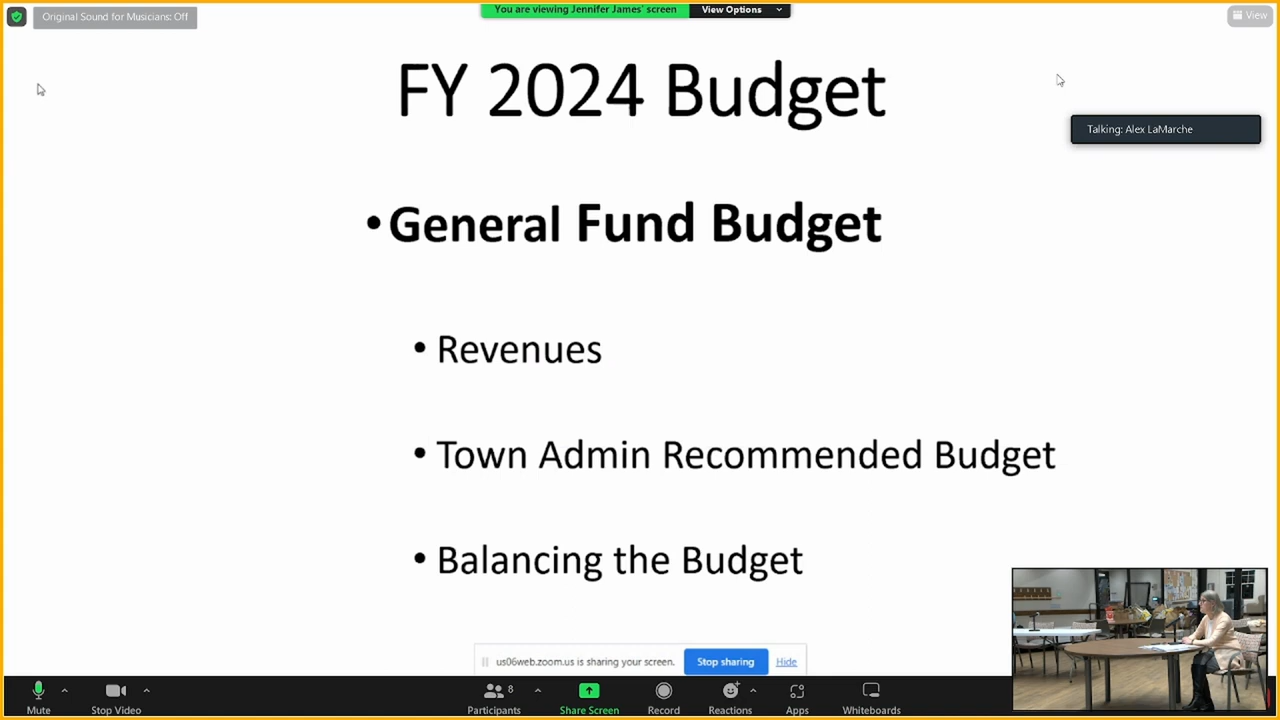 Original Sound for Musicians: Off
You are viewing Jennifer James' screen
View Options
View
FY 2024 Budget
Talking: Alex LaMarche
•General Fund Budget
• Revenues
• Town Admin Recommended Budget
• Balancing the Budget
us06web.zoom.us is sharing your screen.
Stop sharing
Hide
Mute
Stop Video
8
Participants
Share Screen
Record
Reactions
Apps
Whiteboards